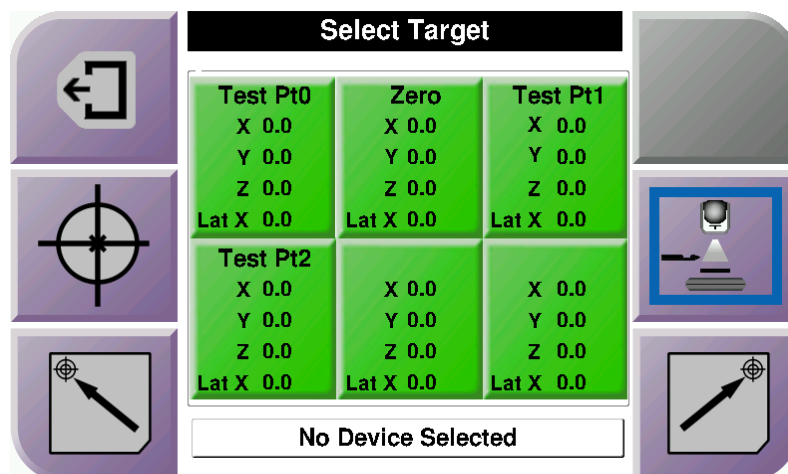 Select Target
Test Pt0 Zero Test Pt1
X 0.0 X 0.0 X 0.0
Y 0.0 Y 0.0 Y 0.0
Z 0.0 Z 0.0 Z 0.0
Lat X 0.0 Lat X 0.0 Lat X 0.0
Test Pt2
X 0.0 X 0.0 X 0.0
Y 0.0 Y 0.0 Y 0.0
Z 0.0 Z 0.0 Z 0.0
Lat X 0.0 Lat X 0.0 Lat X 0.0
No Device Selected